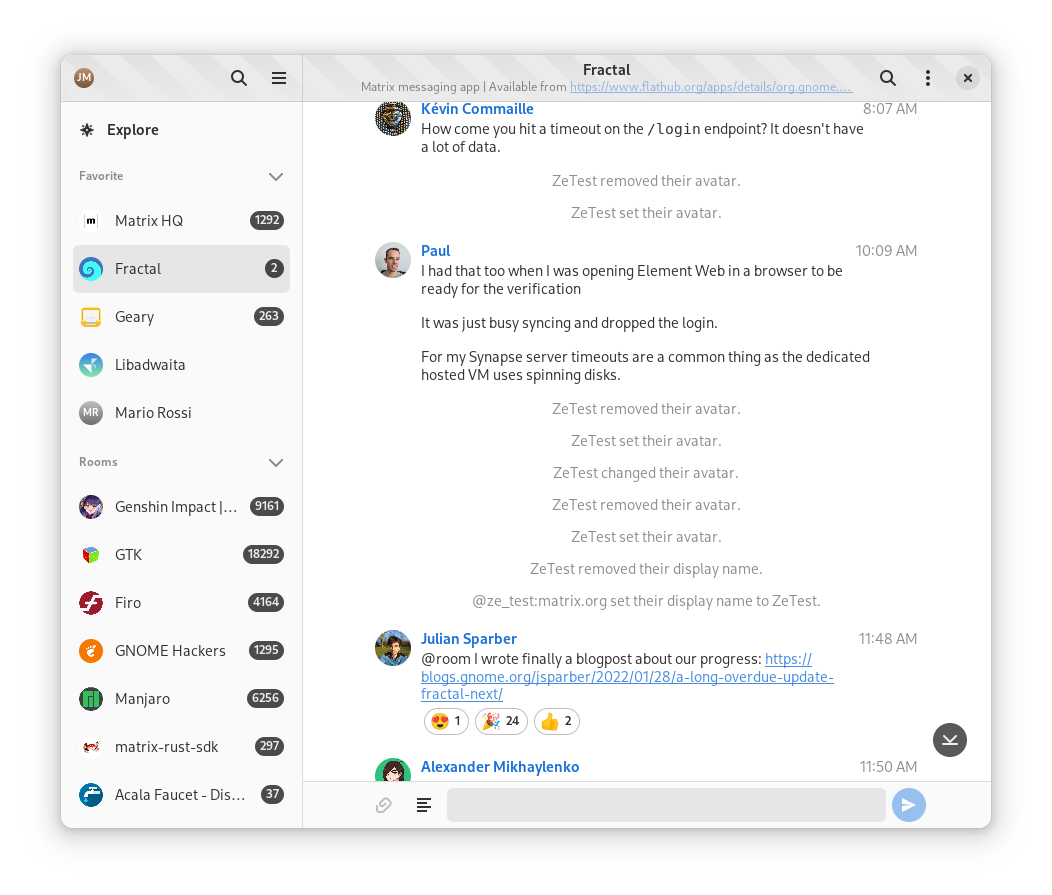 JM
Fractal
Matrix messaging app | Available from https://www.flathub.org/apps/details/org.gnome....
Explore
Favorite
m
Matrix HQ 1292
Fractal 2
Geary 263
Libadwaita
MR Mario Rossi
Rooms
Genshin Impact |... 9161
GTK 18292
Firo 4164
GNOME Hackers 1295
Manjaro 6256
matrix-rust-sdk 297
Acala Faucet - Dis... 37
Kévin Commaille 8:07 AM
How come you hit a timeout on the /login endpoint? It doesn't have
a lot of data.
ZeTest removed their avatar.
ZeTest set their avatar.
Paul 10:09 AM
I had that too when I was opening Element Web in a browser to be
ready for the verification
It was just busy syncing and dropped the login.
For my Synapse server timeouts are a common thing as the dedicated
hosted VM uses spinning disks.
ZeTest removed their avatar.
ZeTest set their avatar.
ZeTest changed their avatar.
ZeTest removed their avatar.
ZeTest set their avatar.
ZeTest removed their display name.
@ze_test:matrix.org set their display name to ZeTest.
Julian Sparber 11:48 AM
@room I wrote finally a blogpost about our progress: https://
blogs.gnome.org/jsparber/2022/01/28/a-long-overdue-update-
fractal-next/
😍 1 🎉 24 👍 2
Alexander Mikhaylenko 11:50 AM